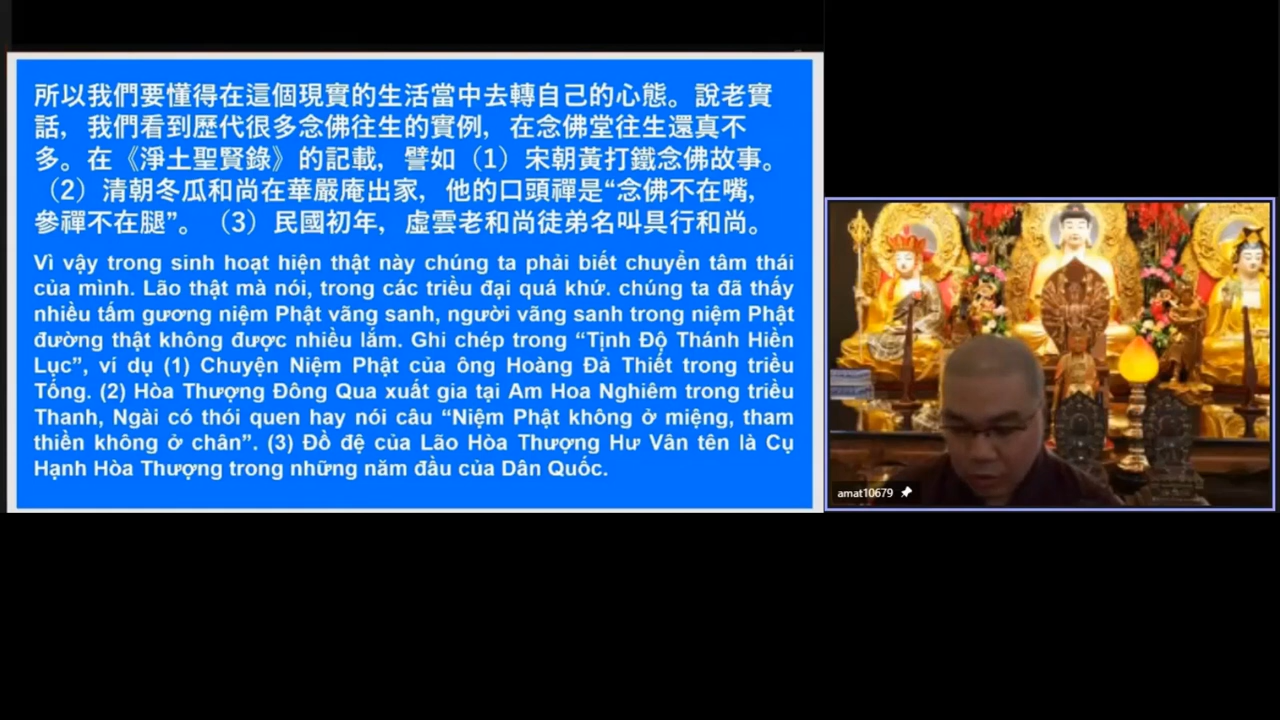 所以我們要懂得在這個現實的生活當中去轉自己的心態。說老實
話，我們看到歷代很多念佛往生的實例，在念佛堂往生還真不
多。在《淨土聖賢錄》的記載，譬如（1）宋朝黃打鐵念佛故事。
（2）清朝冬瓜和尚在華嚴庵出家，他的口頭禪是“念佛不在嘴，
參禪不在腿”。（3）民國初年，虛雲老和尚徒弟名叫具行和尚。
Vì vậy trong sinh hoạt hiện thật này chúng ta phải biết chuyển tâm thái
của mình. Lão thật mà nói, trong các triều đại quá khứ. chúng ta đã thấy
nhiều tấm gương niệm Phật vãng sanh, người vãng sanh trong niệm Phật
đường thật không được nhiều lắm. Ghi chép trong “Tịnh Độ Thánh Hiền
Lục”, ví dụ (1) Chuyện Niệm Phật của ông Hoàng Đả Thiết trong triều
Tống. (2) Hòa Thượng Đông Qua xuất gia tại Am Hoa Nghiêm trong triều
Thanh, Ngài có thói quen hay nói câu “Niệm Phật không ở miệng, tham
thiền không ở chân”. (3) Đồ đệ của Lão Hòa Thượng Hư Vân tên là Cụ
Hạnh Hòa Thượng trong những năm đầu của Dân Quốc.
amat10679